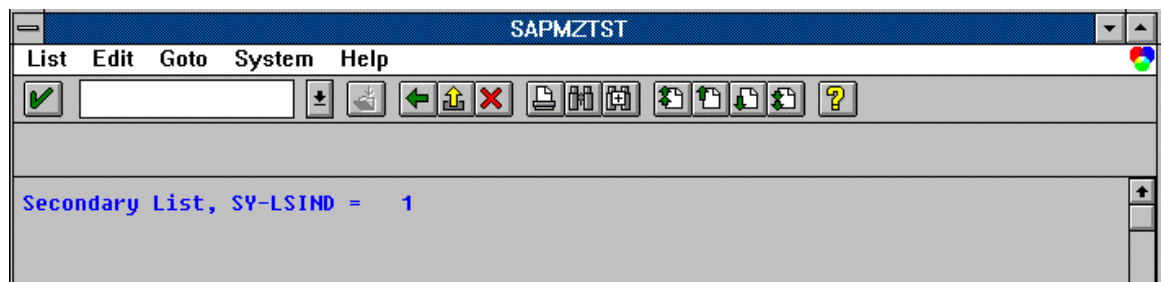 SAPMZTST
List Edit Goto System Help
Secondary List, SY-LSIND = 1